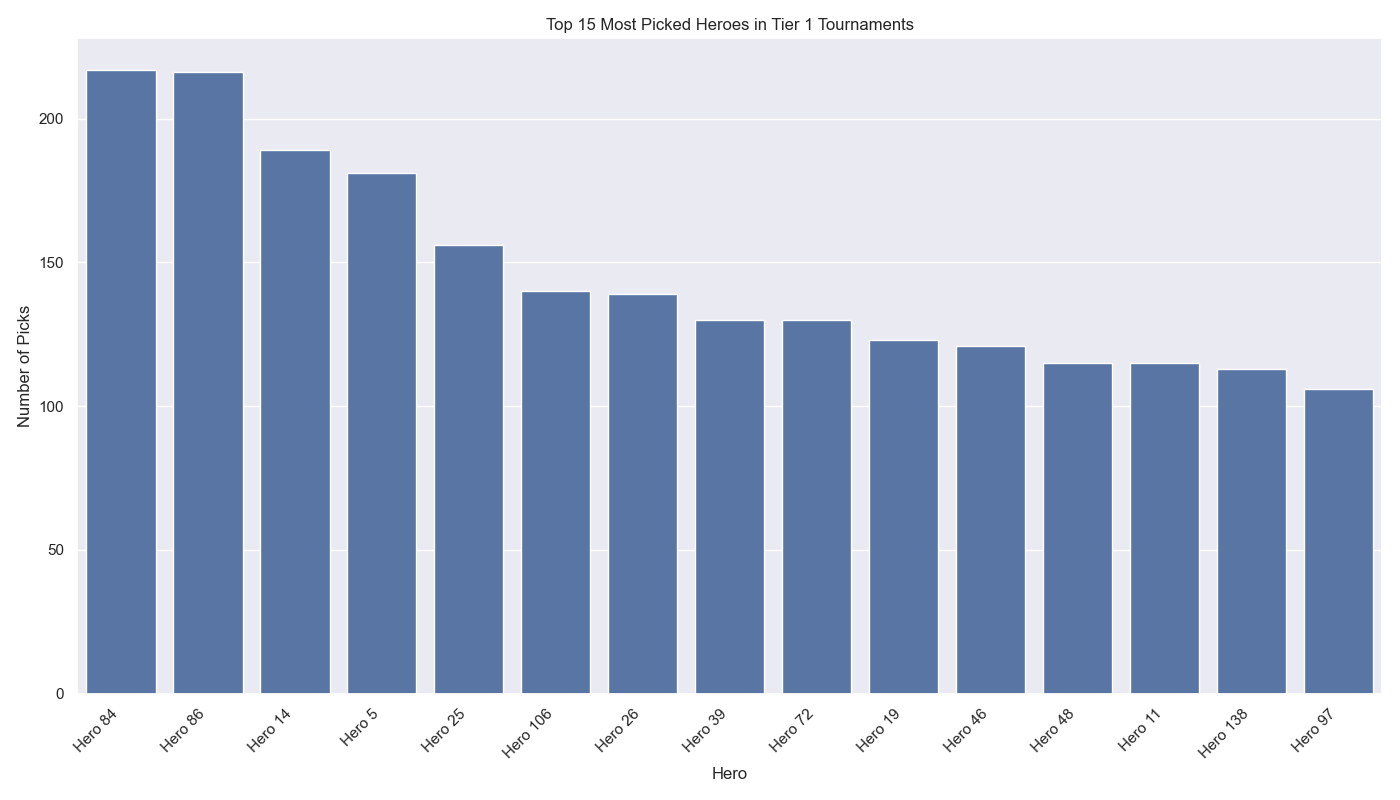 Top 15 Most Picked Heroes in Tier 1 Tournaments
Number of Picks
200
150
100
50
0
Hero 84
Hero 86
Hero 14
Hero 5
Hero 25
Hero 106
Hero 26
Hero 39
Hero 72
Hero 19
Hero 46
Hero 48
Hero 11
Hero 138
Hero 97
Hero